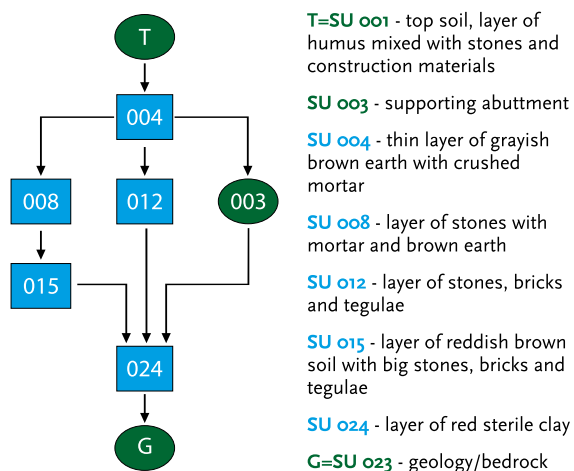 T
004
008
012
003
015
024
G
T=SU 001 - top soil, layer of
humus mixed with stones and
construction materials
SU 003 - supporting abuttment
SU 004 - thin layer of grayish
brown earth with crushed
mortar
SU 008 - layer of stones with
mortar and brown earth
SU 012 - layer of stones, bricks
and tegulae
SU 015 - layer of reddish brown
soil with big stones, bricks and
tegulae
SU 024 - layer of red sterile clay
G=SU 023 - geology/bedrock